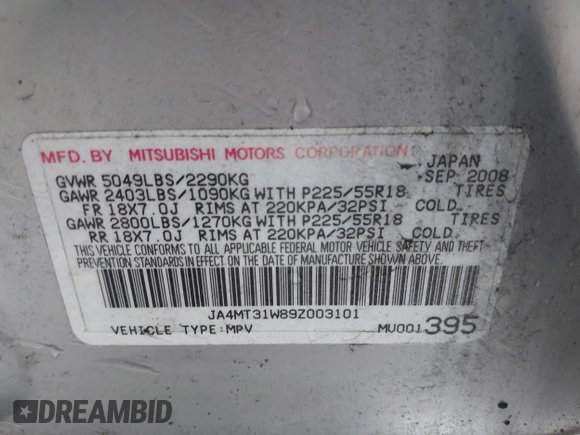 MFD. BY MITSUBISHI MOTORS CORPORATION JAPAN
GVWR 5049LBS/2290KG SEP 2008
GAWR 2403LBS/1090KG WITH P225/55R18 TIRES
FR 18X7.0J RIMS AT 220KPA/32PSI COLD.
GAWR 2800LBS/1270KG WITH P225/55R18 TIRES
RR 18X7.0J RIMS AT 220KPA/32PSI COLD.
THIS VEHICLE CONFORMS TO ALL APPLICABLE FEDERAL MOTOR VEHICLE SAFETY AND THEFT-
PREVENTION STANDARDS IN EFFECT ON THE DATE OF MANUFACTURE SHOWN ABOVE.
JA4MT31W89Z003101
VEHICLE TYPE:MPV MU001395
DREAMBID